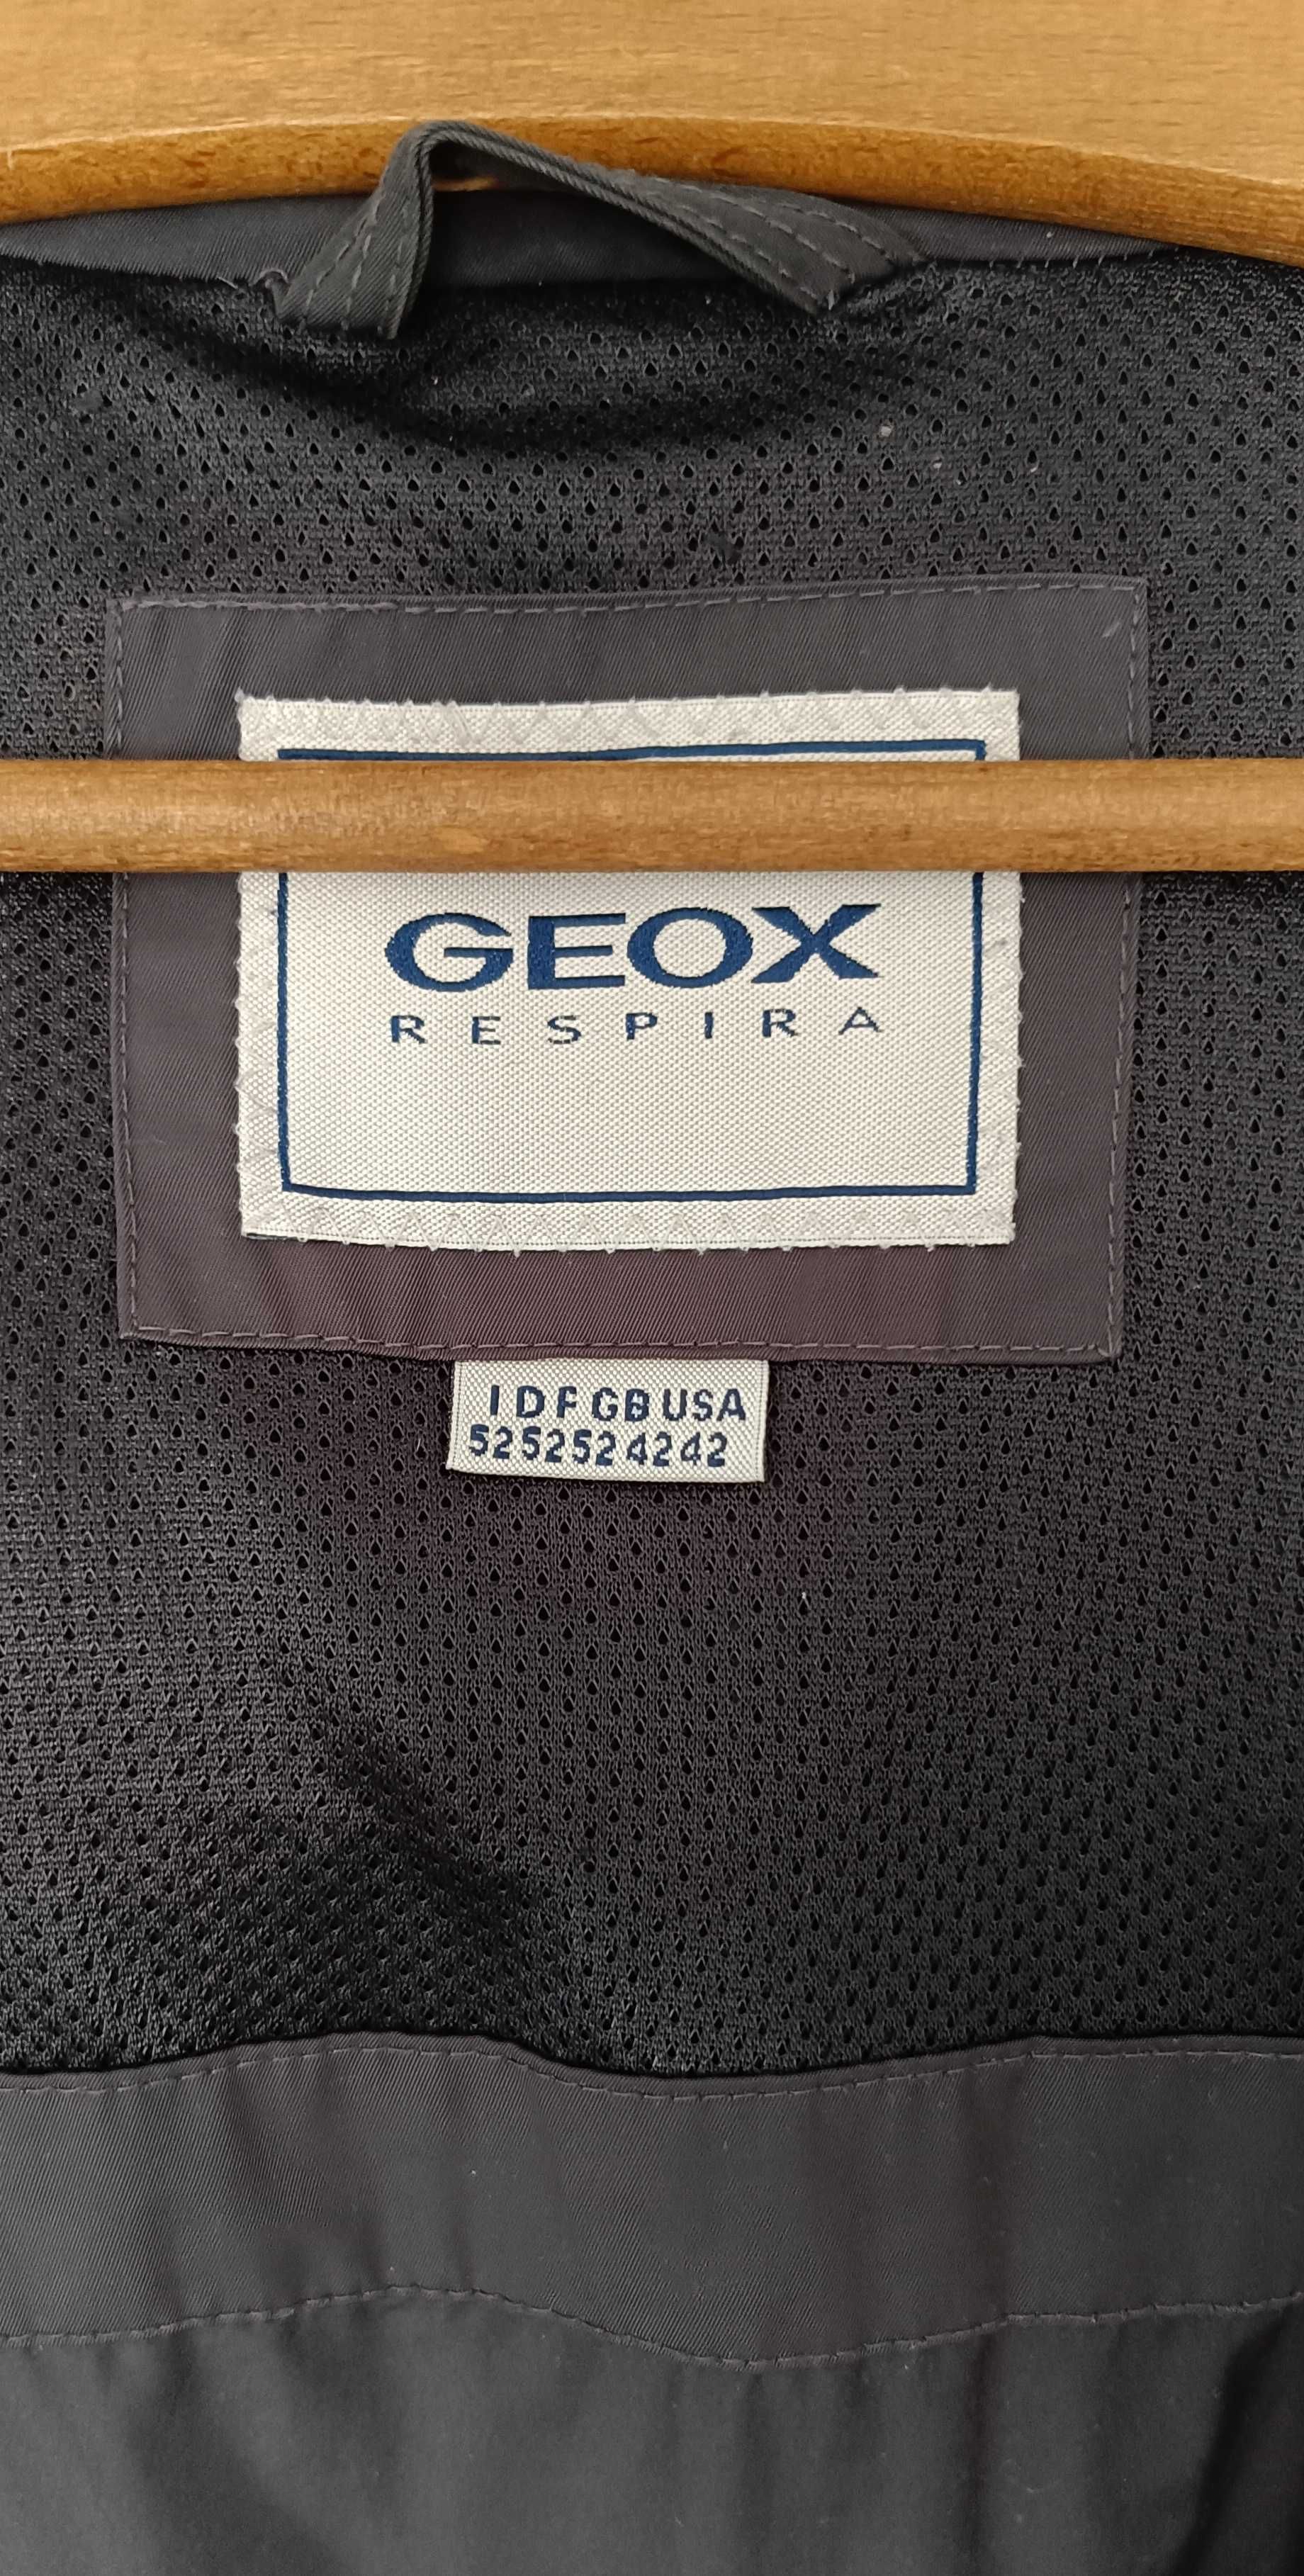 GEOX
RESPIRA
I D F GB USA
52 52 52 42 42